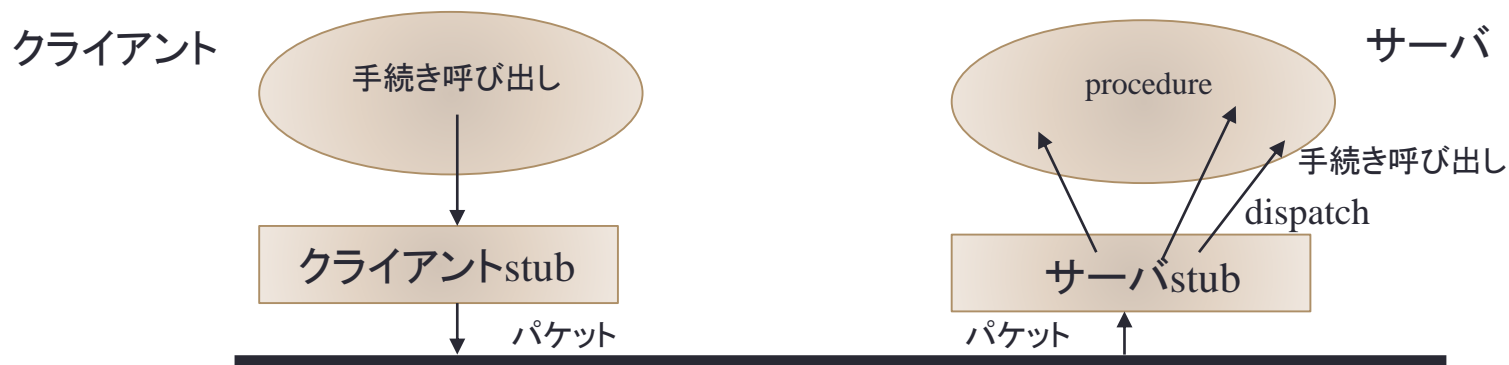 クライアント
手続き呼び出し
procedure
サーバ
手続き呼び出し
dispatch
クライアントstub
サーバstub
パケット
パケット